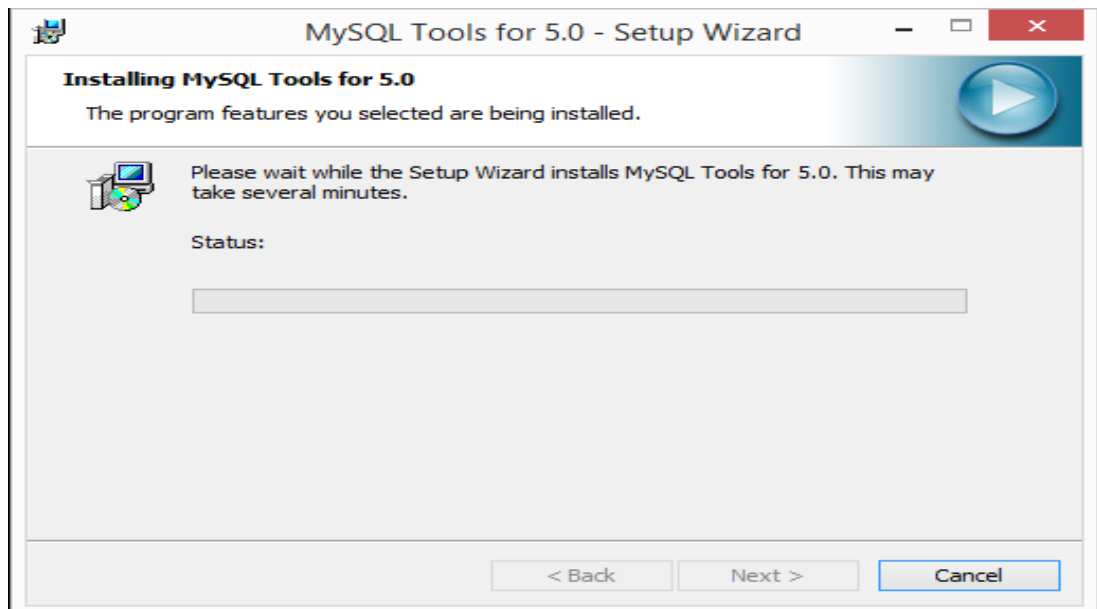 MySQL Tools for 5.0 - Setup Wizard
Installing MySQL Tools for 5.0
The program features you selected are being installed.
Please wait while the Setup Wizard installs MySQL Tools for 5.0. This may
take several minutes.
Status:
< Back
Next >
Cancel